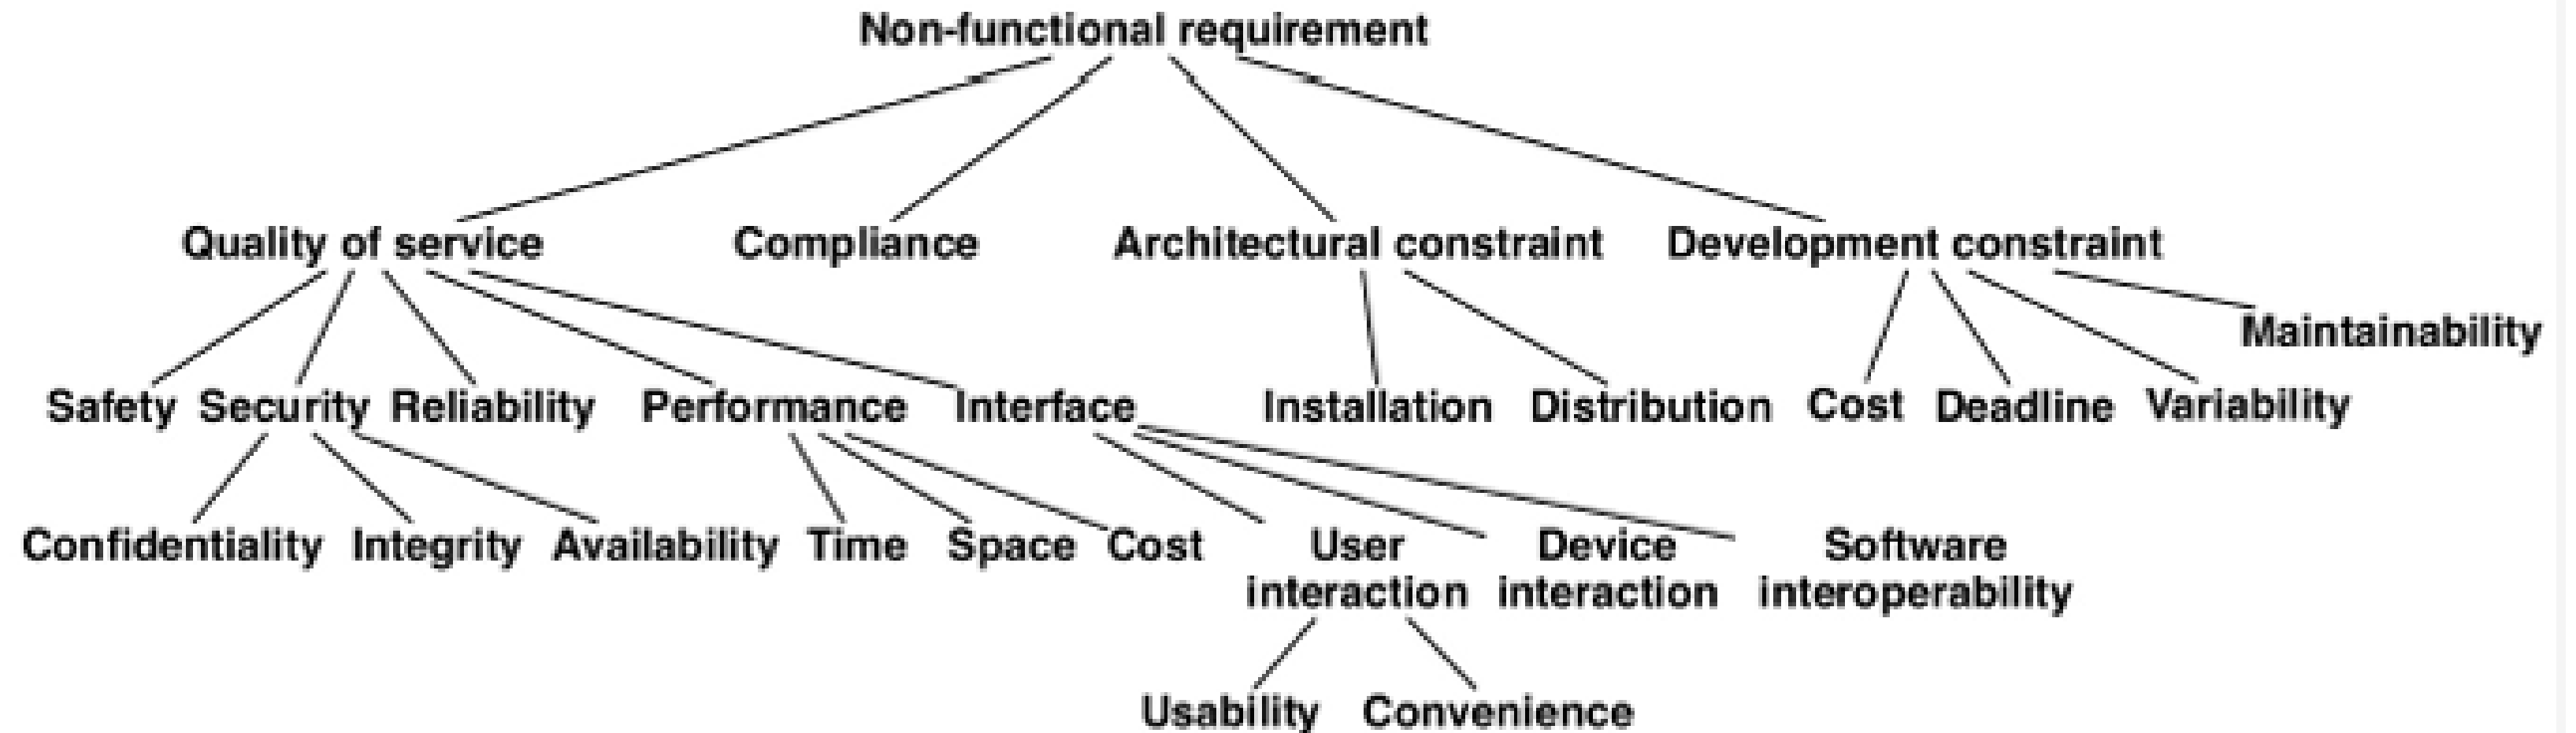 Non-functional requirement
Quality of service Compliance Architectural constraint Development constraint
Maintainability
Safety Security Reliability Performance Interface Installation Distribution Cost Deadline Variability
Confidentiality Integrity Availability Time Space Cost User Device Software
interaction interaction interoperability
Usability Convenience